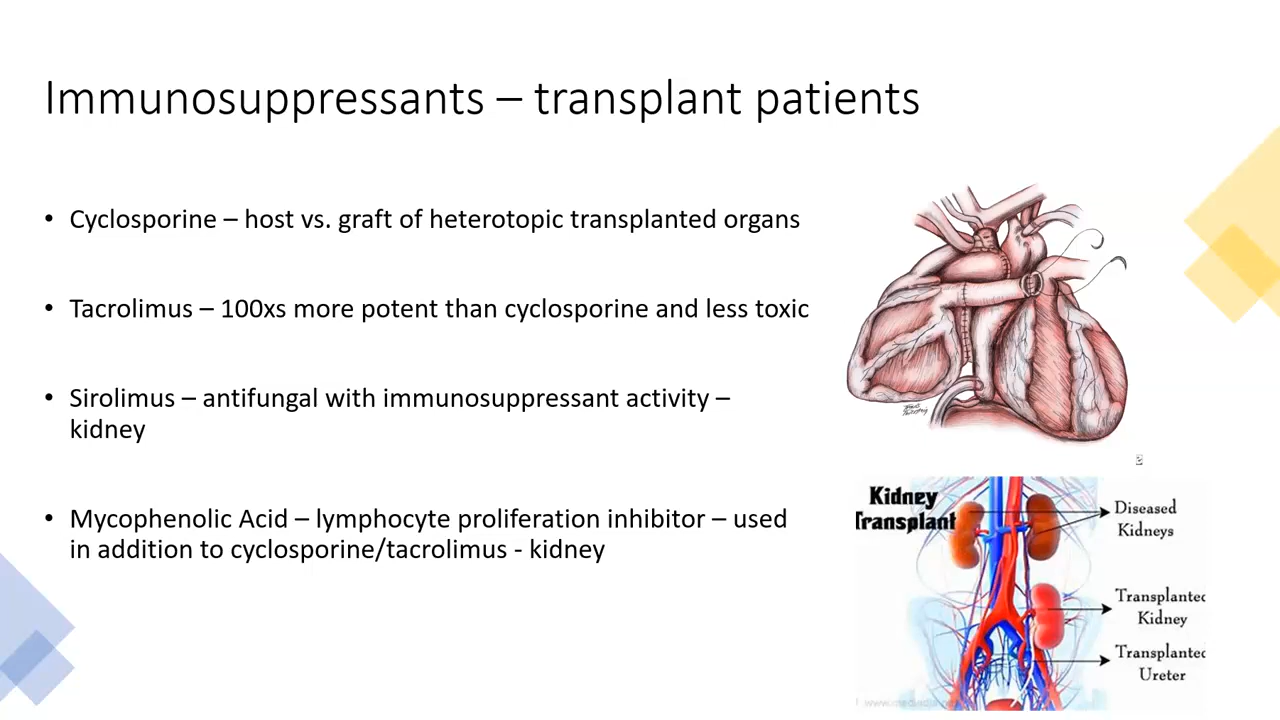 Immunosuppressants – transplant patients
• Cyclosporine – host vs. graft of heterotopic transplanted organs
• Tacrolimus – 100xs more potent than cyclosporine and less toxic
• Sirolimus – antifungal with immunosuppressant activity –
kidney
• Mycophenolic Acid – lymphocyte proliferation inhibitor – used
in addition to cyclosporine/tacrolimus - kidney
Kidney
Transplant
Diseased
Kidneys
Transplanted
Kidney
Transplanted
Ureter